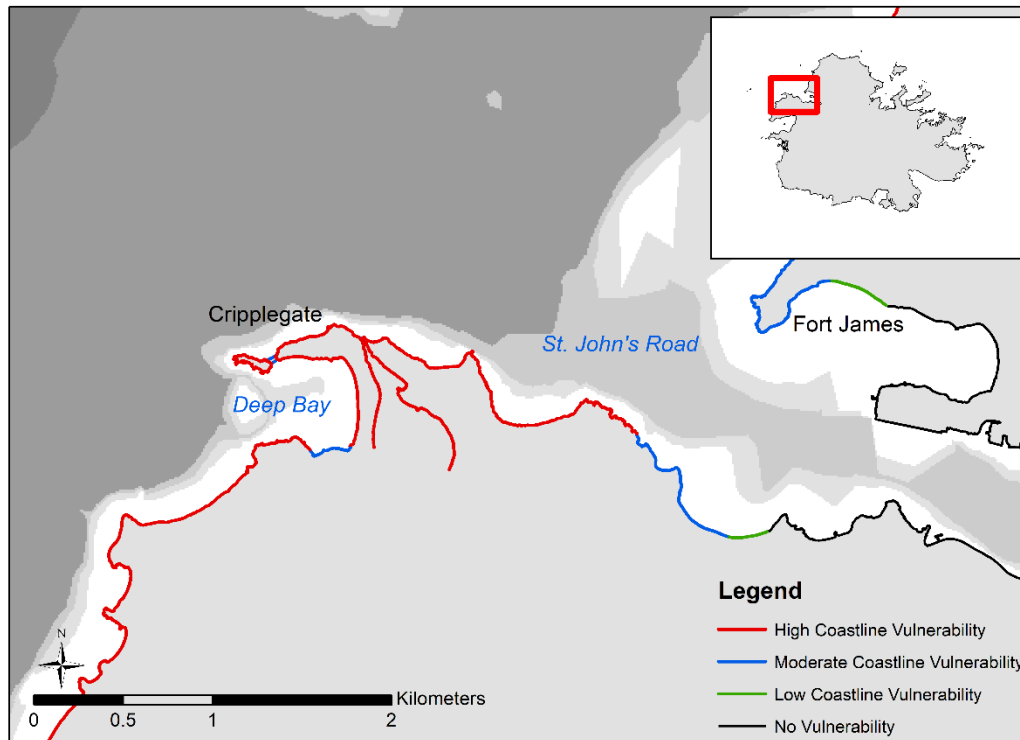 Cripplegate
Deep Bay
St. John's Road
Fort James
Legend
High Coastline Vulnerability
Moderate Coastline Vulnerability
Low Coastline Vulnerability
No Vulnerability
N
Kilometers
0 0.5 1 2